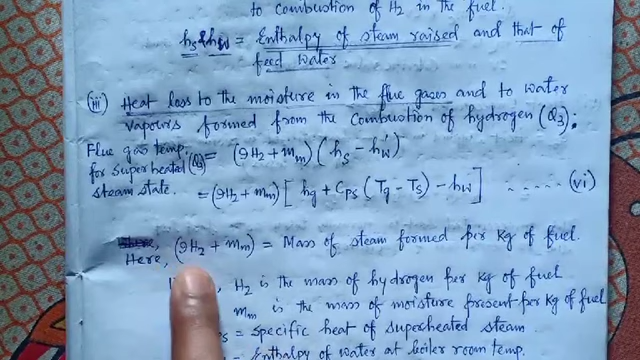 to combustion of H2 in the fuel.
hs & hw = Enthalpy of steam raised and that of
feed water
(iii) Heat loss to the moisture in the flue gases and to water
vapours formed from the combustion of hydrogen (Q3):
Flue gas temp. for superheated (Q3) steam state. = (9H2 + mm) ( hs - h'w )
= (9H2 + mm) [ hg + Cps ( Tg - Ts ) - hw ] ...... (vi)
Here, (9H2 + mm) = Mass of steam formed per kg of fuel.
H2 is the mass of hydrogen per kg of fuel
mm is the mass of moisture present per kg of fuel
= specific heat of superheated steam
= Enthalpy of water at boiler room temp.